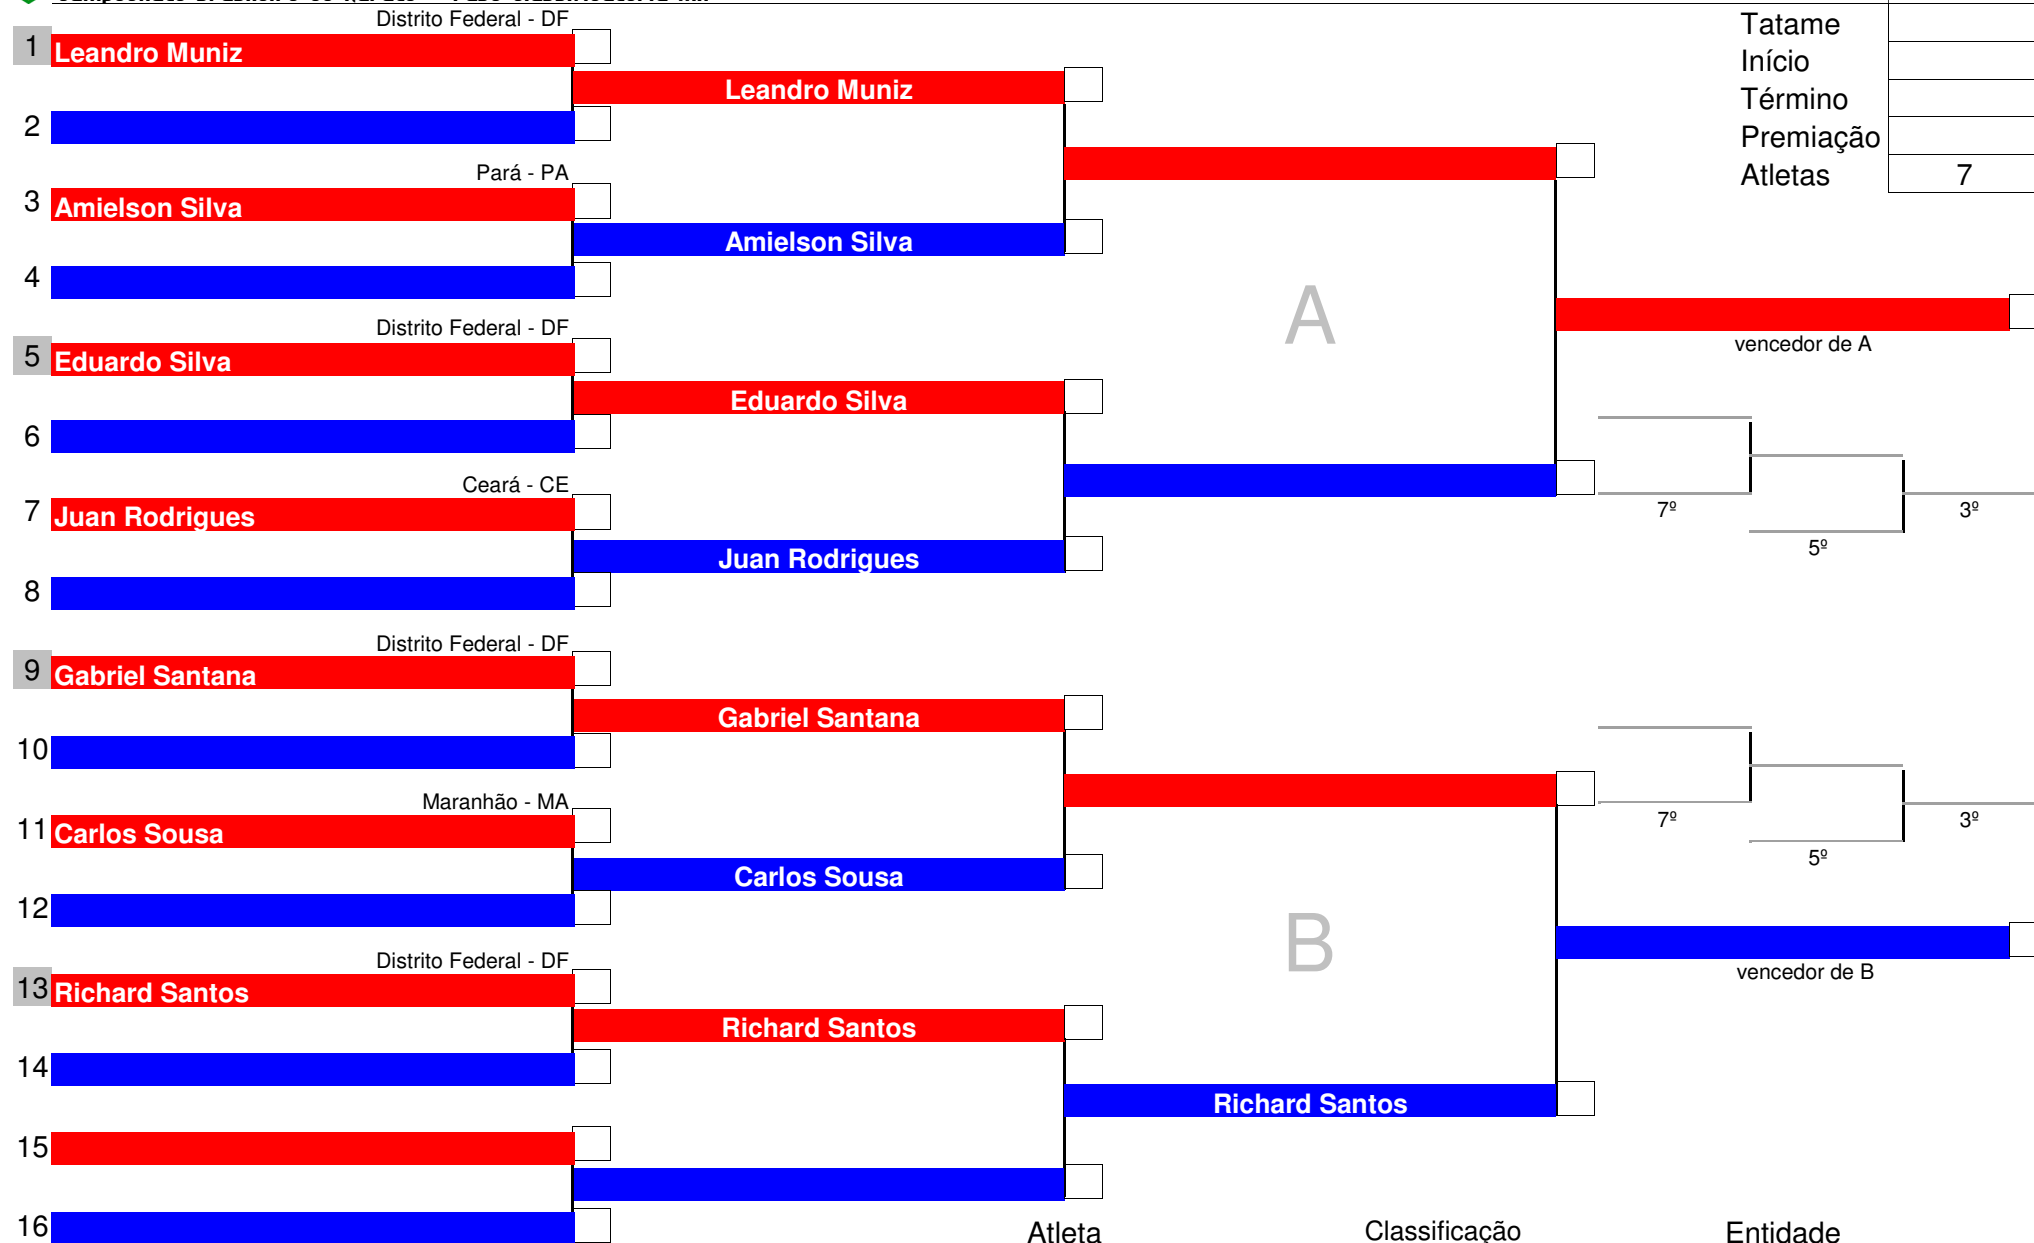 Distrito Federal - DF
1 Leandro Muniz
Leandro Muniz
2
Pará - PA
3 Amielson Silva
Amielson Silva
4
Distrito Federal - DF
5 Eduardo Silva
Eduardo Silva
6
Ceará - CE
7 Juan Rodrigues
Juan Rodrigues
8
Distrito Federal - DF
9 Gabriel Santana
Gabriel Santana
10
Maranhão - MA
11 Carlos Sousa
Carlos Sousa
12
Distrito Federal - DF
13 Richard Santos
Richard Santos
14
Richard Santos
15
16
A
B
Tatame
Início
Término
Premiação
Atletas 7
vencedor de A
7º
3º
5º
7º
3º
5º
vencedor de B
Atleta Classificação Entidade